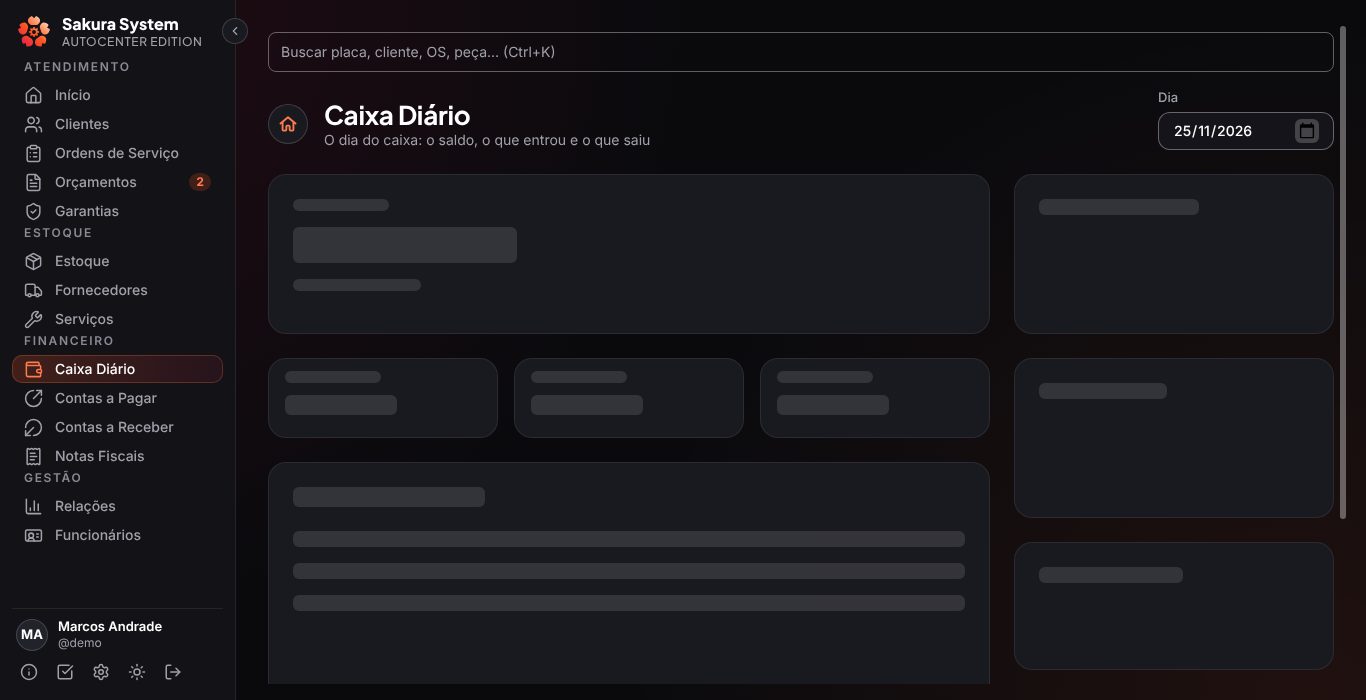 Sakura System
AUTOCENTER EDITION
ATENDIMENTO
Início
Clientes
Ordens de Serviço
Orçamentos 2
Garantias
ESTOQUE
Estoque
Fornecedores
Serviços
FINANCEIRO
Caixa Diário
Contas a Pagar
Contas a Receber
Notas Fiscais
GESTÃO
Relações
Funcionários
MA
Marcos Andrade
@demo
Buscar placa, cliente, OS, peça... (Ctrl+K)
Caixa Diário
O dia do caixa: o saldo, o que entrou e o que saiu
Dia
25/11/2026